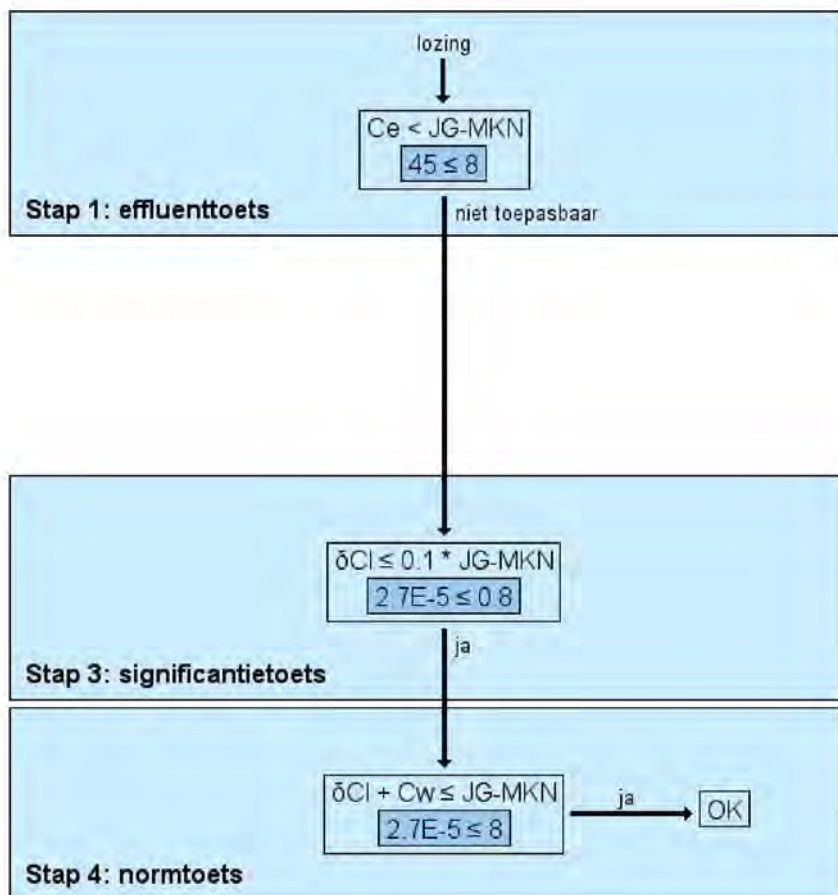 lozing
Ce < JG-MKN
45 ≤ 8
Stap 1: effluenttoets
niet toepasbaar
δCl ≤ 0.1 * JG-MKN
2.7E-5 ≤ 0.8
ja
Stap 3: significantietoets
δCl + Cw ≤ JG-MKN
2.7E-5 ≤ 8
ja
OK
Stap 4: normtoets